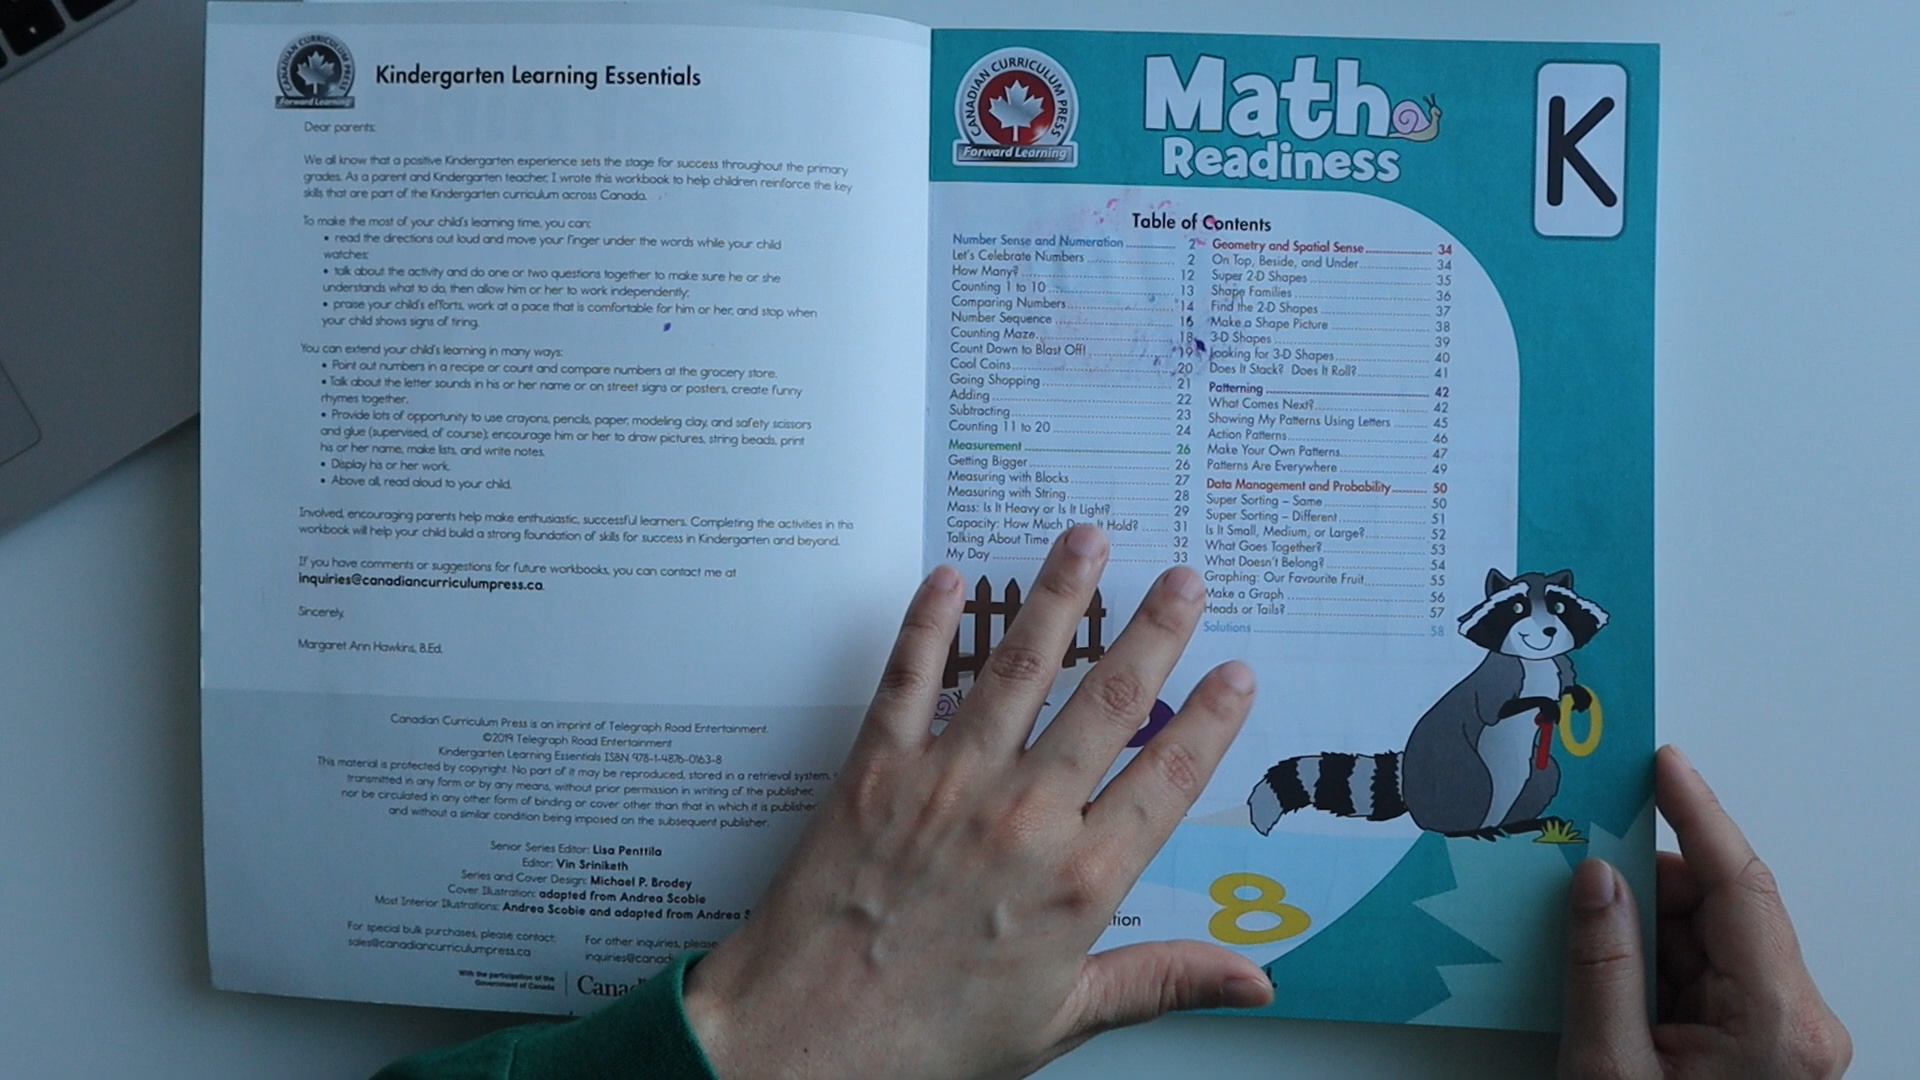 CANADIAN CURRICULUM PRESS
Forward Learning
Kindergarten Learning Essentials
Dear parents:
We all know that a positive Kindergarten experience sets the stage for success throughout the primary
grades. As a parent and Kindergarten teacher, I wrote this workbook to help children reinforce the key
skills that are part of the Kindergarten curriculum across Canada.
To make the most of your child's learning time, you can:
• read the directions out loud and move your finger under the words while your child
watches;
• talk about the activity and do one or two questions together to make sure he or she
understands what to do, then allow him or her to work independently;
• praise your child's efforts, work at a pace that is comfortable for him or her, and stop when
your child shows signs of tiring.
You can extend your child's learning in many ways:
• Point out numbers in a recipe or count and compare numbers at the grocery store.
• Talk about the letter sounds in his or her name or on street signs or posters, create funny
rhymes together.
• Provide lots of opportunity to use crayons, pencils, paper, modeling clay, and safety scissors
and glue (supervised, of course); encourage him or her to draw pictures, string beads, print
his or her name, make lists, and write notes.
• Display his or her work.
• Above all, read aloud to your child.
Involved, encouraging parents help make enthusiastic, successful learners. Completing the activities in this
workbook will help your child build a strong foundation of skills for success in Kindergarten and beyond.
If you have comments or suggestions for future workbooks, you can contact me at
inquiries@canadiancurriculumpress.ca.
Sincerely,
Margaret Ann Hawkins, B.Ed.
Canadian Curriculum Press is an imprint of Telegraph Road Entertainment.
©2019 Telegraph Road Entertainment
Kindergarten Learning Essentials ISBN 978-1-4876-0163-8
This material is protected by copyright. No part of it may be reproduced, stored in a retrieval system,
transmitted in any form or by any means, without prior permission in writing of the publisher,
nor be circulated in any other form of binding or cover other than that in which it is publishe
and without a similar condition being imposed on the subsequent publisher.
Senior Series Editor: Lisa Penttila
Editor: Vin Sriniketh
Series and Cover Design: Michael P. Brodey
Cover Illustration: adapted from Andrea Scobie
Most Interior Illustrations: Andrea Scobie and adapted from Andrea S
For special bulk purchases, please contact:
sales@canadiancurriculumpress.ca
For other inquiries, please
inquiries@canad
With the participation of the
Government of Canada
Cana
CANADIAN CURRICULUM PRESS
Forward Learning
Math
Readiness
K
Table of Contents
Number Sense and Numeration 2
Let's Celebrate Numbers 2
How Many? 12
Counting 1 to 10 13
Comparing Numbers 14
Number Sequence 16
Counting Maze 18
Count Down to Blast Off! 19
Cool Coins 20
Going Shopping 21
Adding 22
Subtracting 23
Counting 11 to 20 24
Measurement 26
Getting Bigger 26
Measuring with Blocks 27
Measuring with String 28
Mass: Is It Heavy or Is It Light? 29
Capacity: How Much It Hold? 31
Talking About Time 32
My Day 33
Geometry and Spatial Sense 34
On Top, Beside, and Under 34
Super 2-D Shapes 35
Shape Families 36
Find the 2-D Shapes 37
Make a Shape Picture 38
3-D Shapes 39
Looking for 3-D Shapes 40
Does It Stack? Does It Roll? 41
Patterning 42
What Comes Next? 42
Showing My Patterns Using Letters 45
Action Patterns 46
Make Your Own Patterns 47
Patterns Are Everywhere 49
Data Management and Probability 50
Super Sorting – Same 50
Super Sorting – Different 51
Is It Small, Medium, or Large? 52
What Goes Together? 53
What Doesn't Belong? 54
Graphing: Our Favourite Fruit 55
Make a Graph 56
Heads or Tails? 57
Solutions 58
10
8
tion